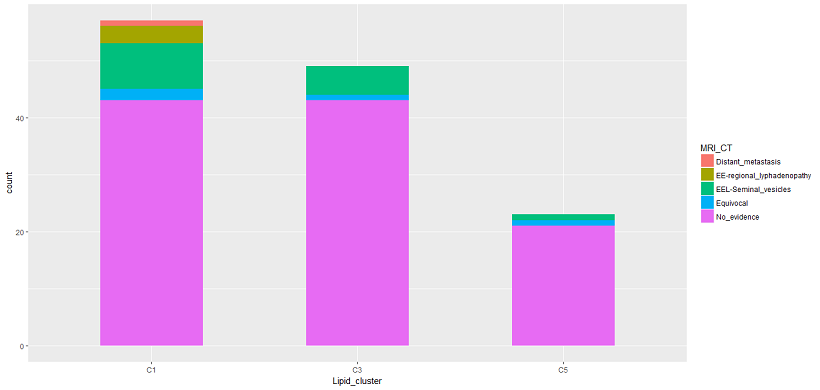 count
40
20
0
C1
C3
C5
Lipid_cluster
MRI_CT
Distant_metastasis
EE-regional_lyphadenopathy
EEL-Seminal_vesicles
Equivocal
No_evidence